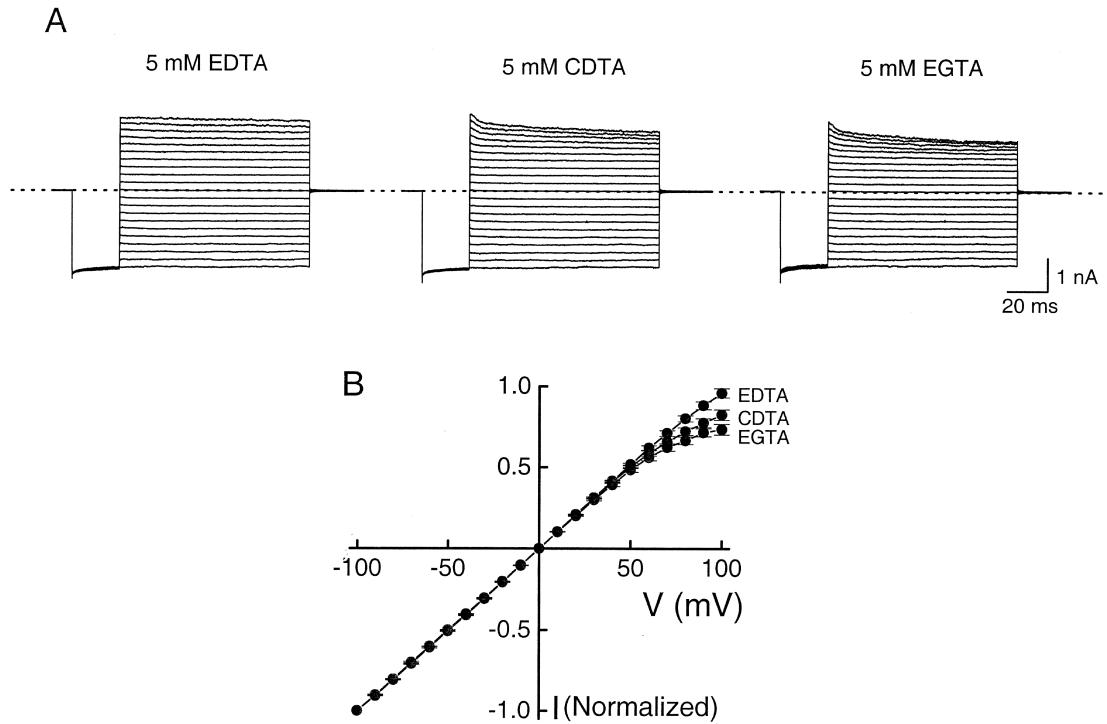 A
5 mM EDTA
5 mM CDTA
5 mM EGTA
1 nA
20 ms
B
1.0
EDTA
CDTA
EGTA
0.5
-100
-50
50
100
V (mV)
-0.5
-1.0
I (Normalized)